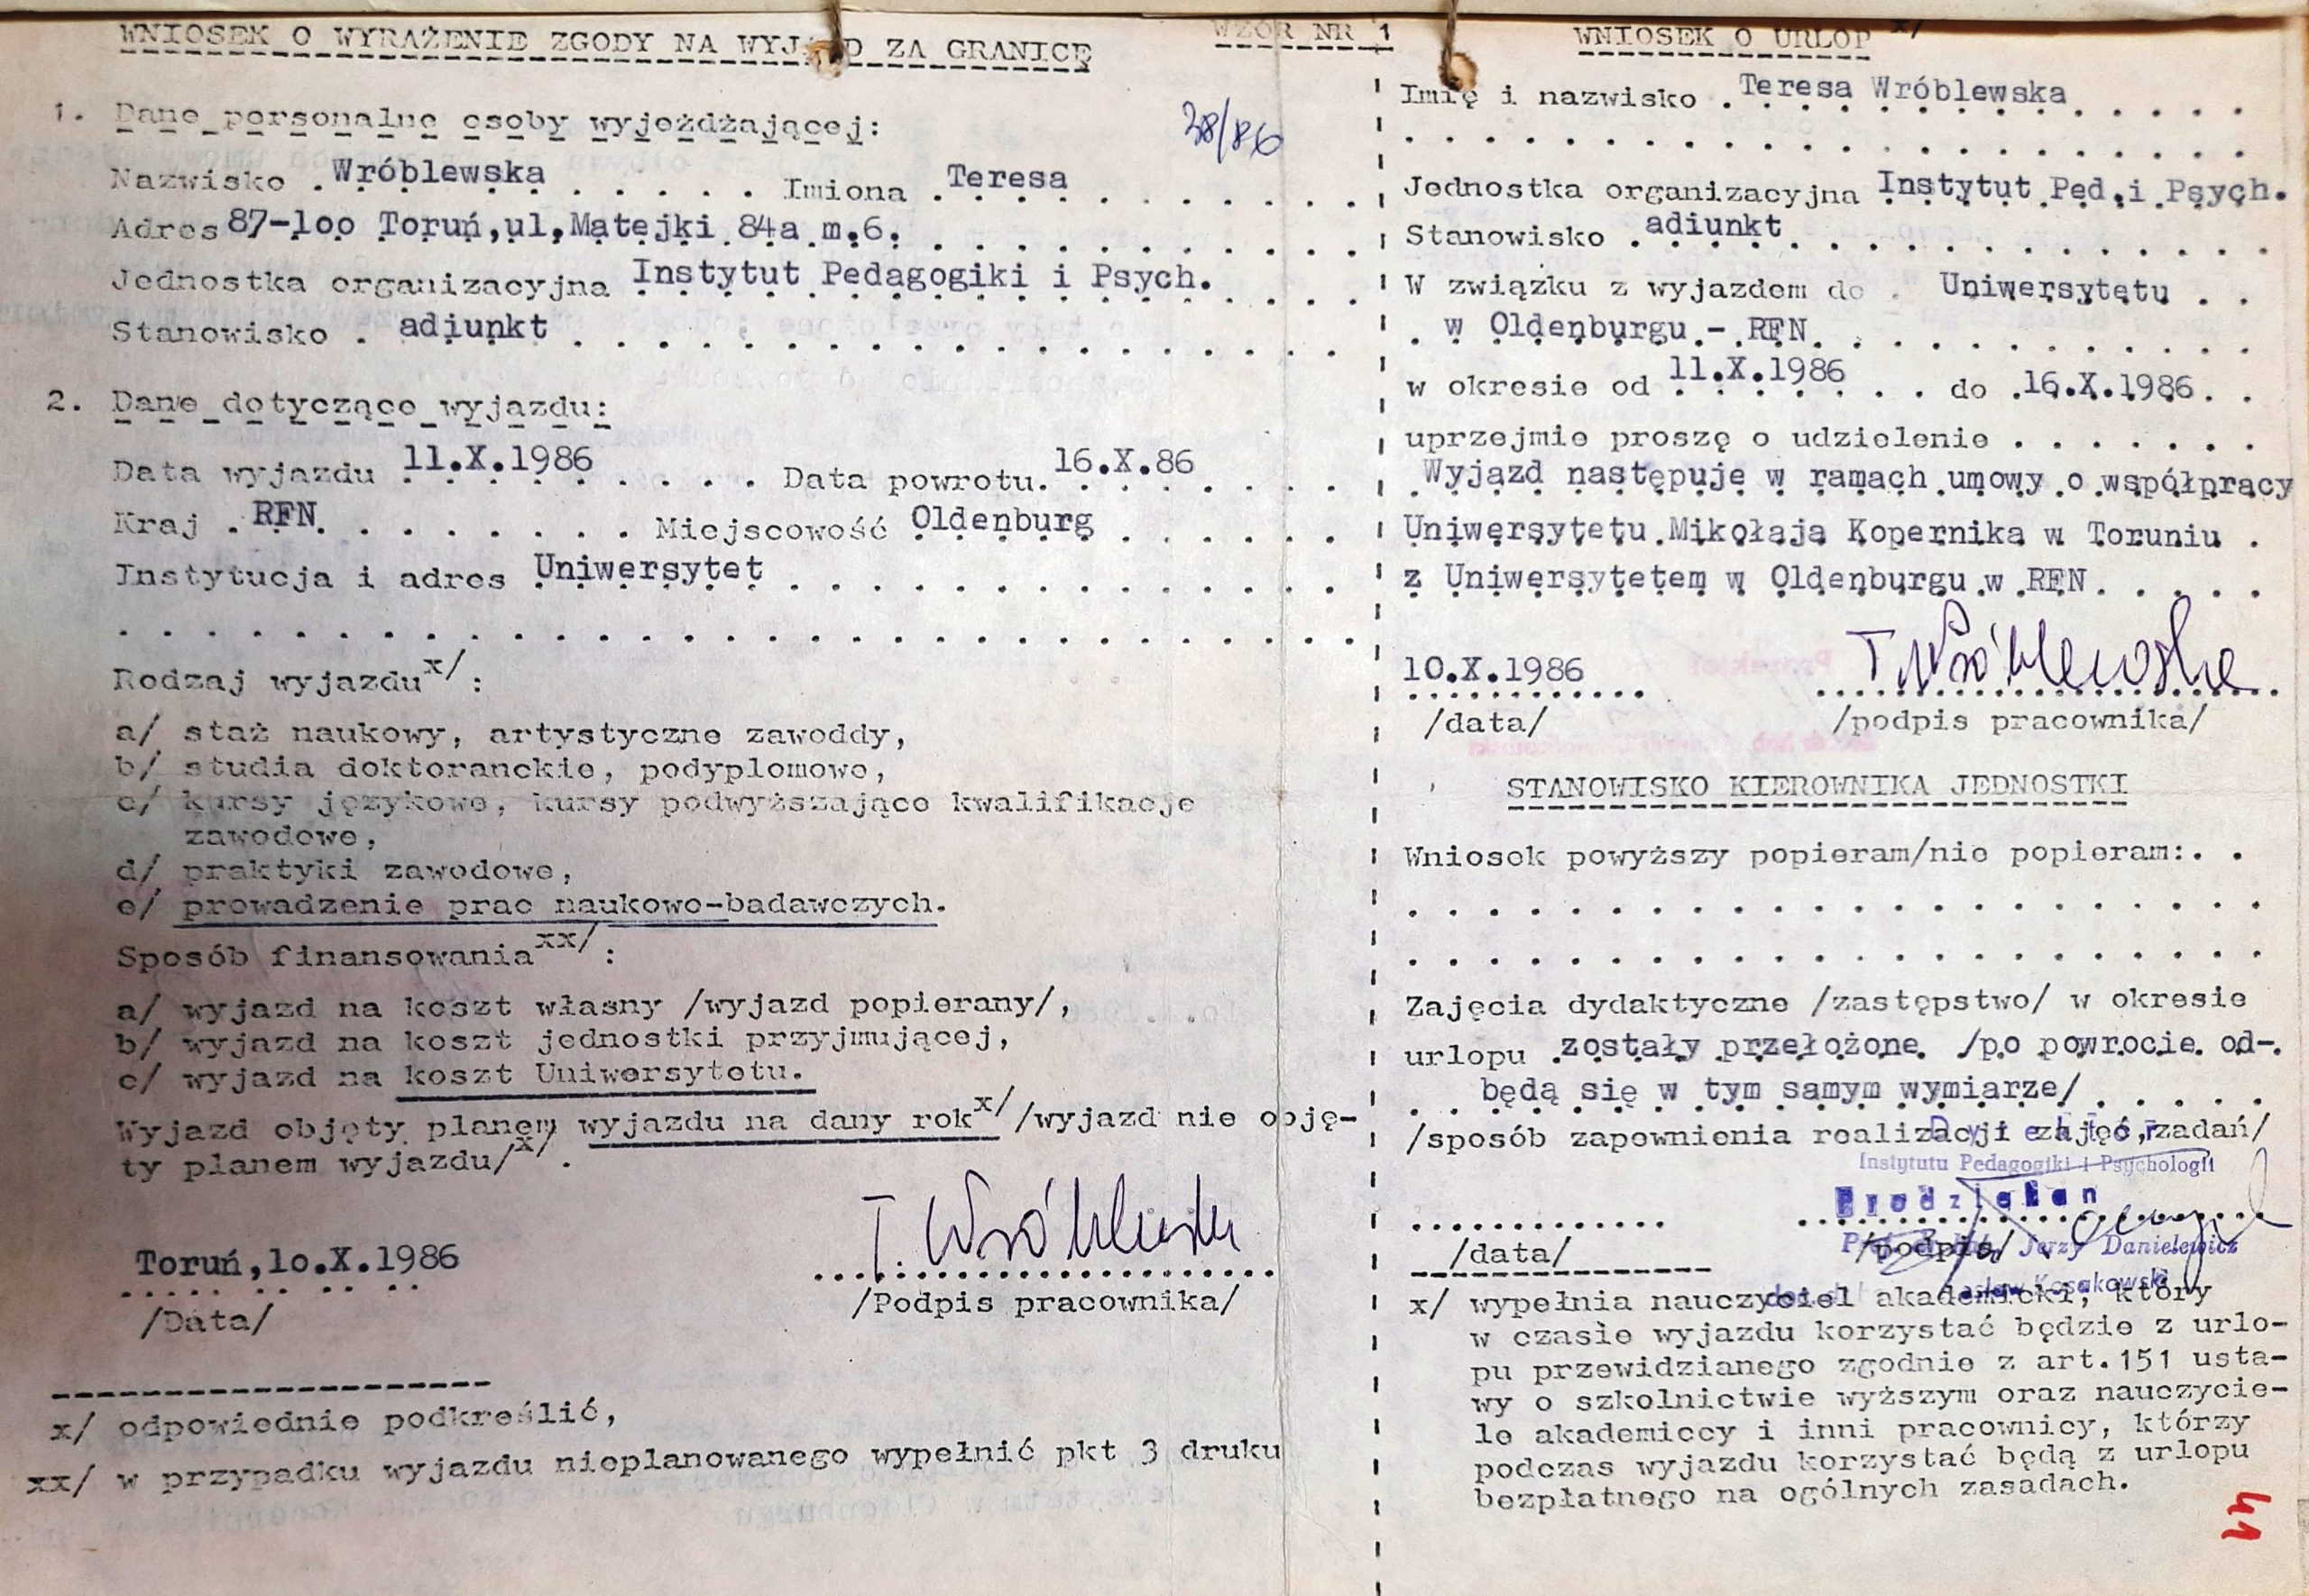 WNIOSEK O WYRAŻENIE ZGODY NA WYJ D ZA GRANICĘ
WZÓR NR 1
1. Dane personalne osoby wyjeżdżającej:
38/86
Nazwisko . Wróblewska . . . . . Imiona . Teresa . . . . . . . .
Adres 87-100 Toruń, ul, Matejki 84a m.6. . . . . . . . . .
Jednostka organizacyjna Instytut Pedagogiki i Psych. . . .
Stanowisko . adiunkt . . . . . . . . . . . . . . . . .
2. Dane dotyczące wyjazdu:
Data wyjazdu 11.X.1986 . . . . Data powrotu. 16.X.86 . . . .
Kraj . RFN. . . . . . . . . Miejscowość Oldenburg . . . . . .
Instytucja i adres Uniwersytet . . . . . . . . . . . . . .
. . . . . . . . . . . . . . . . . . . . . . . . . . . .
Rodzaj wyjazdu x/ :
a/ staż naukowy, artystyczne zawoddy,
b/ studia doktoranckie, podyplomowe,
c/ kursy językowe, kursy podwyższające kwalifikacje
zawodowe,
d/ praktyki zawodowe,
e/ prowadzenie prac naukowo-badawczych.
Sposób finansowania xx/ :
a/ wyjazd na koszt własny /wyjazd popierany/,
b/ wyjazd na koszt jednostki przyjmującej,
c/ wyjazd na koszt Uniwersytetu.
Wyjazd objęty planem wyjazdu na dany rok x/ /wyjazd nie obję-
ty planem wyjazdu/ x/ .
T. Wróblewska
Toruń, 10.X.1986
/Data/
/Podpis pracownika/
x/ odpowiednie podkreślić,
xx/ w przypadku wyjazdu nieplanowanego wypełnić pkt 3 druku
WNIOSEK O URLOP x/
Imię i nazwisko . Teresa Wróblewska . . . . .
. . . . . . . . . . . . . . . . . . . . .
Jednostka organizacyjna Instytut Ped. i Psych.
Stanowisko . adiunkt . . . . . . . . . . .
W związku z wyjazdem do . Uniwersytetu . .
. w Oldenburgu - RFN. . . . . . . . . . .
w okresie od 11.X.1986 . . do .16.X.1986. .
uprzejmie proszę o udzielenie . . . . . . .
Wyjazd następuje w ramach umowy o współpracy
Uniwersytetu Mikołaja Kopernika w Toruniu .
z Uniwersytetem w Oldenburgu w RFN. . . . .
10.X.1986 T Wróblewska
/data/ /podpis pracownika/
STANOWISKO KIEROWNIKA JEDNOSTKI
Wniosek powyższy popieram/nie popieram:. .
. . . . . . . . . . . . . . . . . . . . .
. . . . . . . . . . . . . . . . . . . . .
Zajęcia dydaktyczne /zastępstwo/ w okresie
urlopu zostały przełożone /po powrocie od-
będą się w tym samym wymiarze/ . . . . .
/sposób zapewnienia realizacji zajęć, zadań/
Instytutu Pedagogiki i Psychologii
Prodziekan
/data/ /podpis/
Jerzy Danielewicz
Kosakowski
x/ wypełnia nauczyciel akademicki, który
w czasie wyjazdu korzystać będzie z urlo-
pu przewidzianego zgodnie z art.151 usta-
wy o szkolnictwie wyższym oraz nauczycie-
le akademiccy i inni pracownicy, którzy
podczas wyjazdu korzystać będą z urlopu
bezpłatnego na ogólnych zasadach.
41